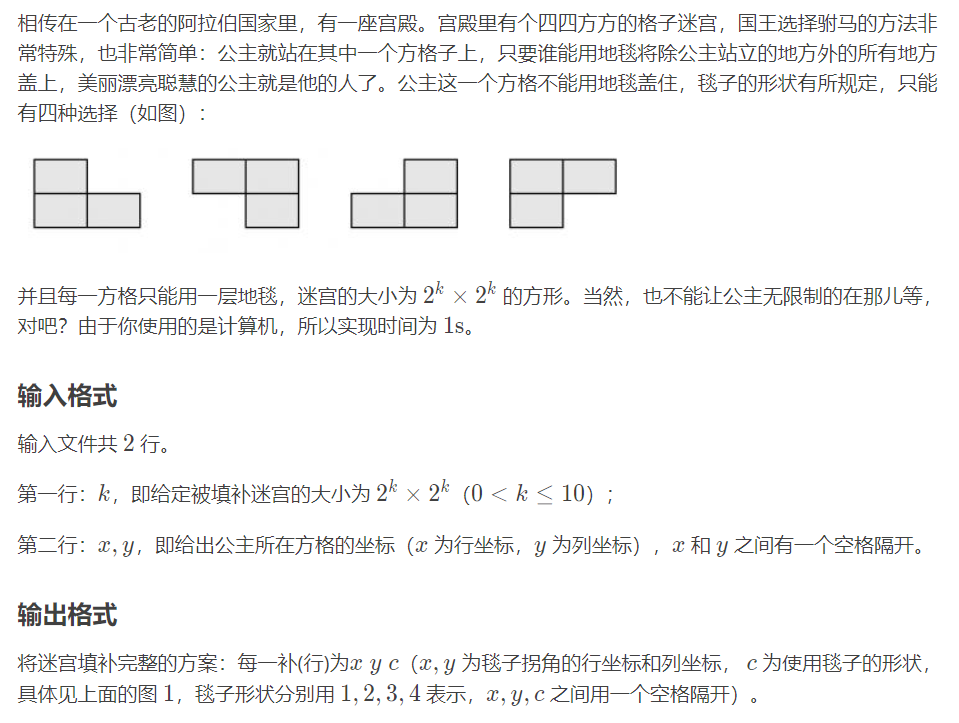 相传在一个古老的阿拉伯国家里，有一座宫殿。宫殿里有个四四方方的格子迷宫，国王选择驸马的方法非
常特殊，也非常简单：公主就站在其中一个方格子上，只要谁能用地毯将除公主站立的地方外的所有地方
盖上，美丽漂亮聪慧的公主就是他的人了。公主这一个方格不能用地毯盖住，毯子的形状有所规定，只能
有四种选择（如图）：
并且每一方格只能用一层地毯，迷宫的大小为 2^k × 2^k 的方形。当然，也不能让公主无限制的在那儿等，
对吧？由于你使用的是计算机，所以实现时间为 1s。
输入格式
输入文件共 2 行。
第一行：k，即给定被填补迷宫的大小为 2^k × 2^k（0 < k ≤ 10）；
第二行：x, y，即给出公主所在方格的坐标（x 为行坐标，y 为列坐标），x 和 y 之间有一个空格隔开。
输出格式
将迷宫填补完整的方案：每一补(行)为x y c（x, y 为毯子拐角的行坐标和列坐标， c 为使用毯子的形状，
具体见上面的图 1，毯子形状分别用 1, 2, 3, 4 表示，x, y, c 之间用一个空格隔开）。